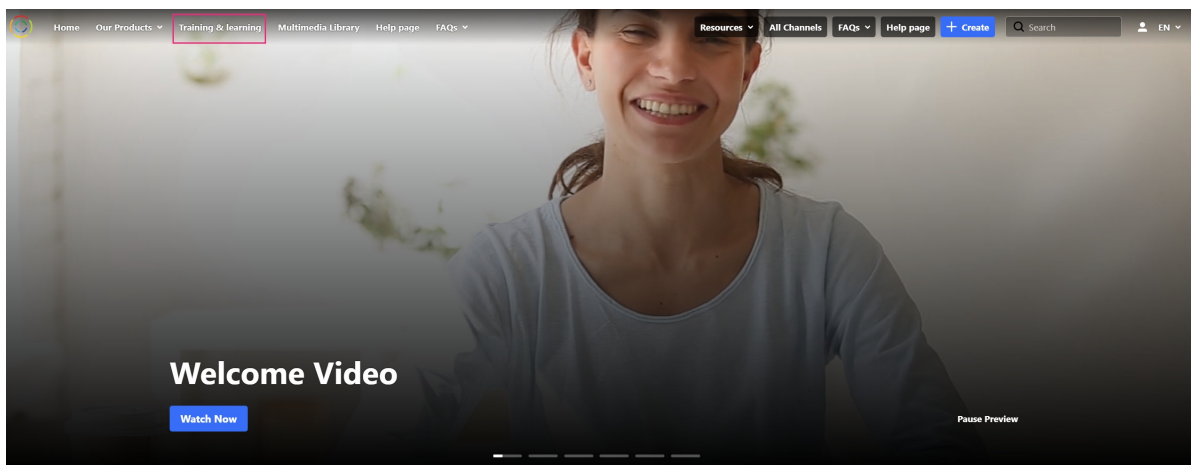 Home Our Products Training & learning Multimedia Library Help page FAQs Resources All Channels FAQs Help page + Create Search EN
Welcome Video
Watch Now Pause Preview